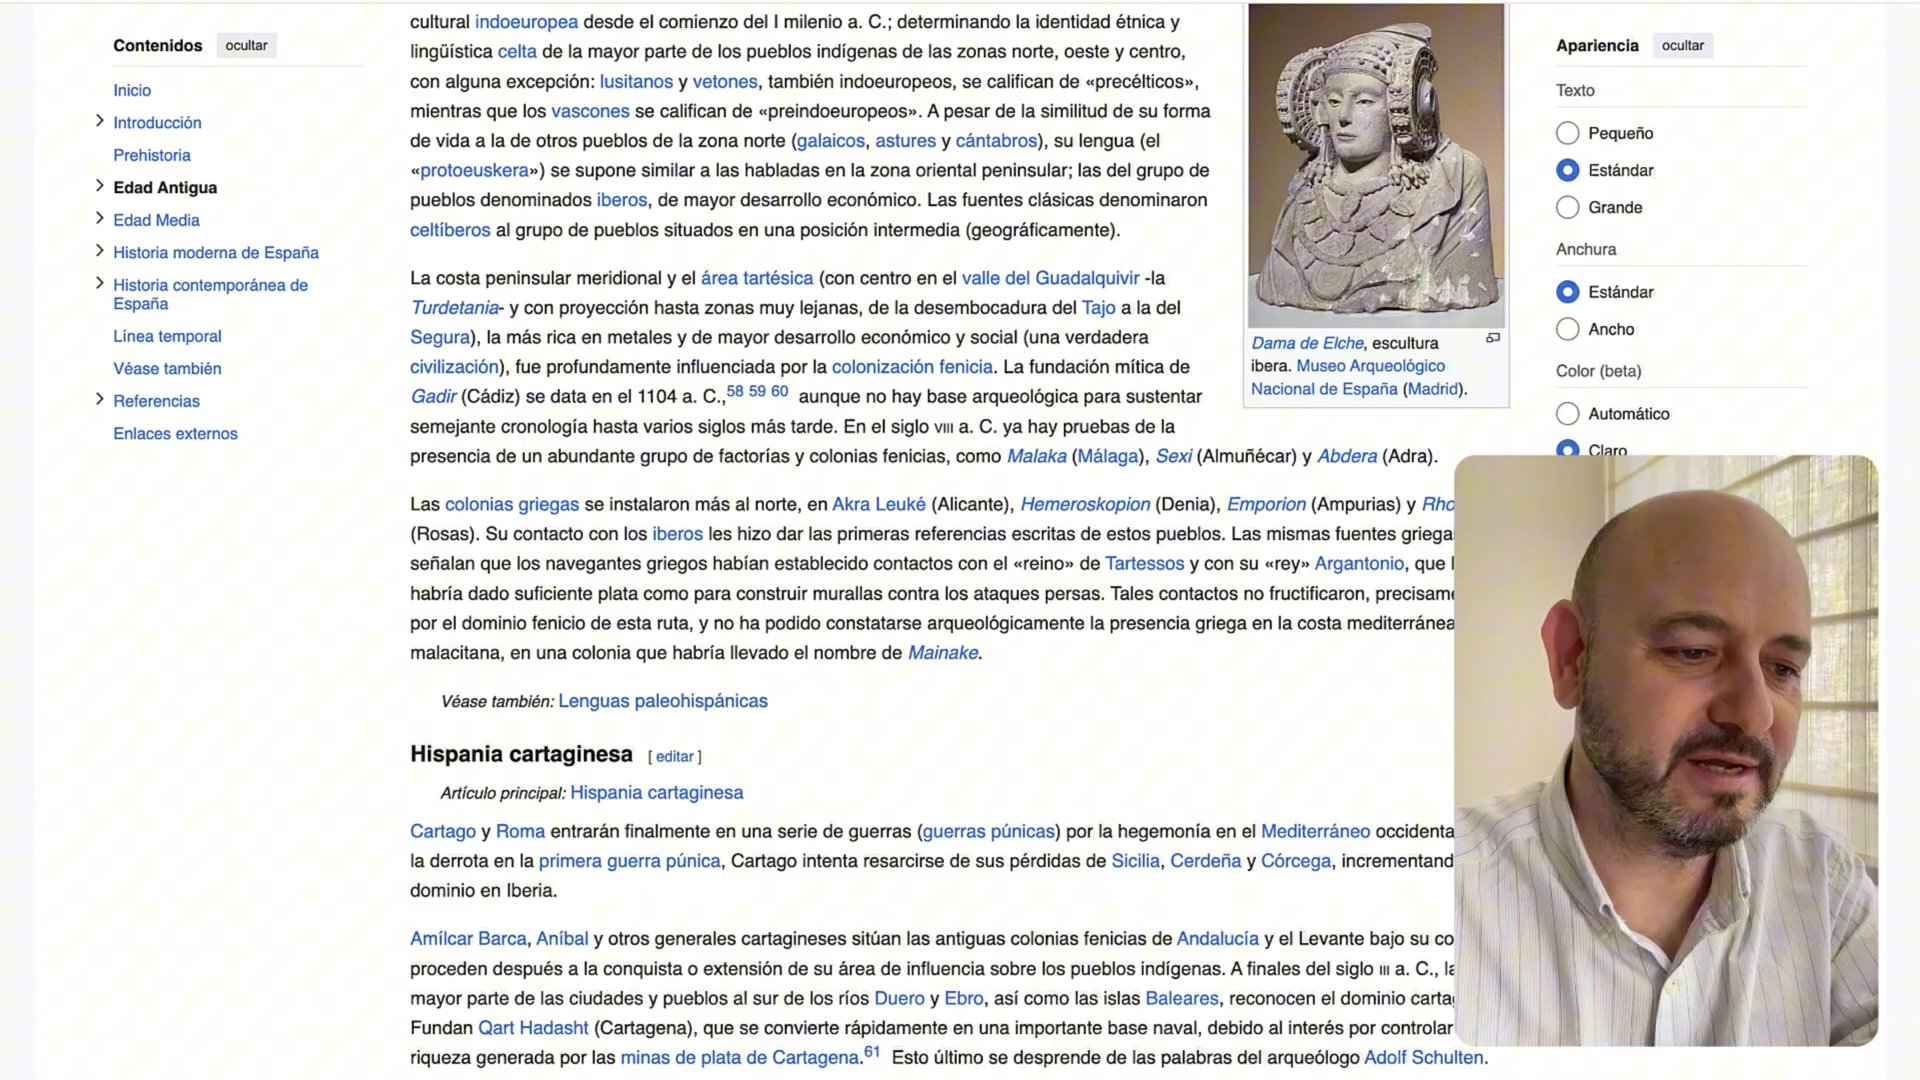 Contenidos ocultar
Inicio
Introducción
Prehistoria
Edad Antigua
Edad Media
Historia moderna de España
Historia contemporánea de
España
Línea temporal
Véase también
Referencias
Enlaces externos
cultural indoeuropea desde el comienzo del I milenio a. C.; determinando la identidad étnica y
lingüística celta de la mayor parte de los pueblos indígenas de las zonas norte, oeste y centro,
con alguna excepción: lusitanos y vetones, también indoeuropeos, se califican de «precélticos»,
mientras que los vascones se califican de «preindoeuropeos». A pesar de la similitud de su forma
de vida a la de otros pueblos de la zona norte (galaicos, astures y cántabros), su lengua (el
«protoeuskera») se supone similar a las habladas en la zona oriental peninsular; las del grupo de
pueblos denominados iberos, de mayor desarrollo económico. Las fuentes clásicas denominaron
celtíberos al grupo de pueblos situados en una posición intermedia (geográficamente).
La costa peninsular meridional y el área tartésica (con centro en el valle del Guadalquivir -la
Turdetania- y con proyección hasta zonas muy lejanas, de la desembocadura del Tajo a la del
Segura), la más rica en metales y de mayor desarrollo económico y social (una verdadera
civilización), fue profundamente influenciada por la colonización fenicia. La fundación mítica de
Gadir (Cádiz) se data en el 1104 a. C.,58 59 60 aunque no hay base arqueológica para sustentar
semejante cronología hasta varios siglos más tarde. En el siglo VIII a. C. ya hay pruebas de la
presencia de un abundante grupo de factorías y colonias fenicias, como Malaka (Málaga), Sexi (Almuñécar) y Abdera (Adra).
Las colonias griegas se instalaron más al norte, en Akra Leuké (Alicante), Hemeroskopion (Denia), Emporion (Ampurias) y Rho
(Rosas). Su contacto con los iberos les hizo dar las primeras referencias escritas de estos pueblos. Las mismas fuentes griega
señalan que los navegantes griegos habían establecido contactos con el «reino» de Tartessos y con su «rey» Argantonio, que
habría dado suficiente plata como para construir murallas contra los ataques persas. Tales contactos no fructificaron, precisame
por el dominio fenicio de esta ruta, y no ha podido constatarse arqueológicamente la presencia griega en la costa mediterránea
malacitana, en una colonia que habría llevado el nombre de Mainake.
Véase también: Lenguas paleohispánicas
Hispania cartaginesa [ editar ]
Artículo principal: Hispania cartaginesa
Cartago y Roma entrarán finalmente en una serie de guerras (guerras púnicas) por la hegemonía en el Mediterráneo occidenta
la derrota en la primera guerra púnica, Cartago intenta resarcirse de sus pérdidas de Sicilia, Cerdeña y Córcega, incrementand
dominio en Iberia.
Amílcar Barca, Aníbal y otros generales cartagineses sitúan las antiguas colonias fenicias de Andalucía y el Levante bajo su co
proceden después a la conquista o extensión de su área de influencia sobre los pueblos indígenas. A finales del siglo III a. C., la
mayor parte de las ciudades y pueblos al sur de los ríos Duero y Ebro, así como las islas Baleares, reconocen el dominio carta
Fundan Qart Hadasht (Cartagena), que se convierte rápidamente en una importante base naval, debido al interés por controlar
riqueza generada por las minas de plata de Cartagena.61 Esto último se desprende de las palabras del arqueólogo Adolf Schulten.
Dama de Elche, escultura
ibera. Museo Arqueológico
Nacional de España (Madrid).
Apariencia ocultar
Texto
Pequeño
Estándar
Grande
Anchura
Estándar
Ancho
Color (beta)
Automático
Claro